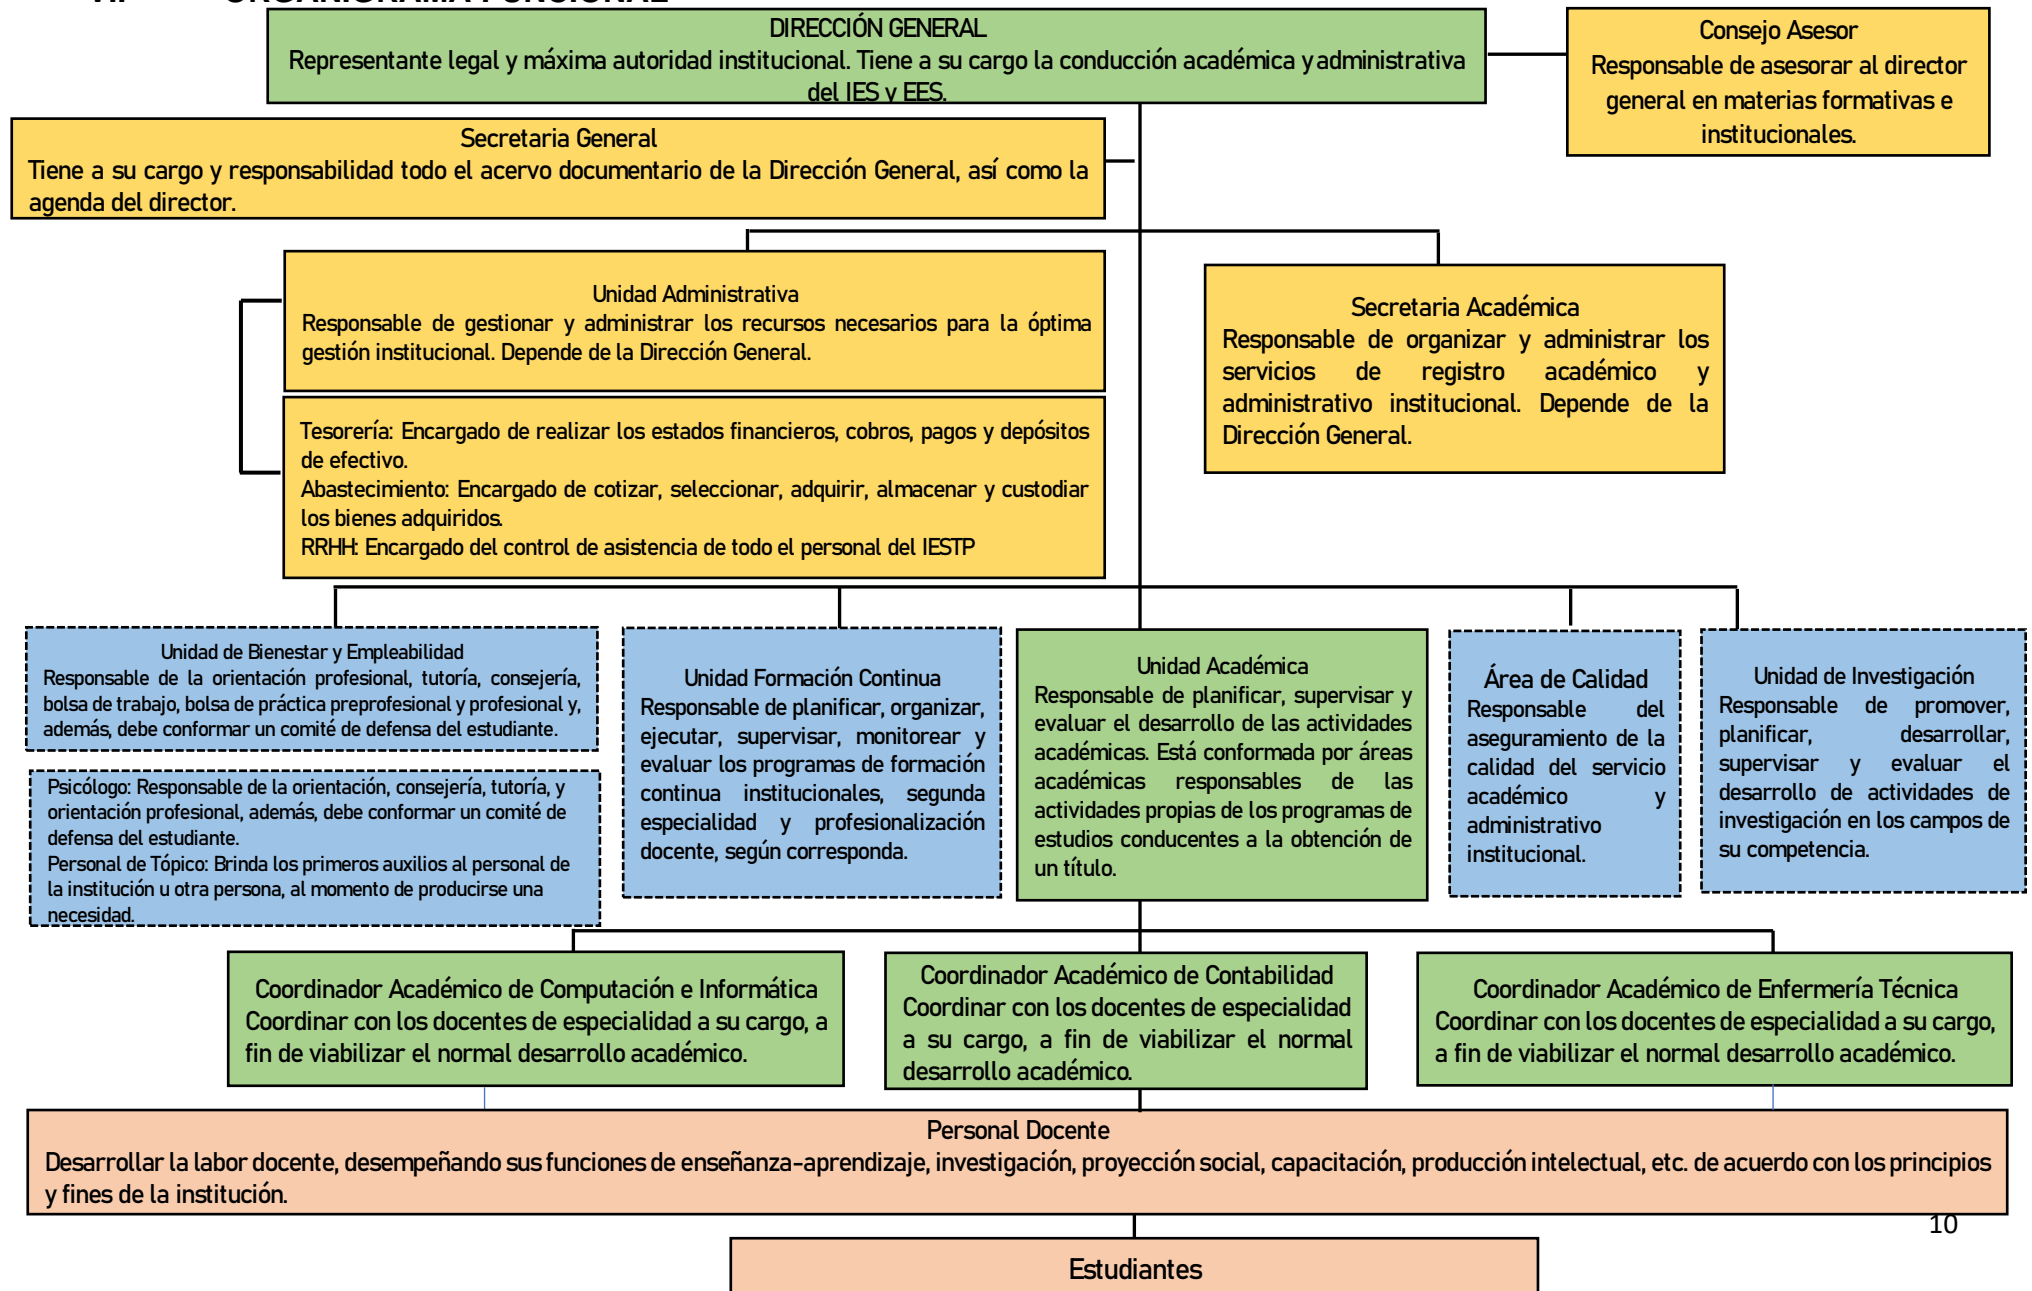 ORGANIGRAMA FUNCIONAL
DIRECCIÓN GENERAL
Representante legal y máxima autoridad institucional. Tiene a su cargo la conducción académica y administrativa
del IES y EES.
Consejo Asesor
Responsable de asesorar al director
general en materias formativas e
institucionales.
Secretaria General
Tiene a su cargo y responsabilidad todo el acervo documentario de la Dirección General, así como la
agenda del director.
Unidad Administrativa
Responsable de gestionar y administrar los recursos necesarios para la óptima
gestión institucional. Depende de la Dirección General.
Secretaria Académica
Responsable de organizar y administrar los
servicios de registro académico y
administrativo institucional. Depende de la
Dirección General.
Tesorería: Encargado de realizar los estados financieros, cobros, pagos y depósitos
de efectivo.
Abastecimiento: Encargado de cotizar, seleccionar, adquirir, almacenar y custodiar
los bienes adquiridos.
RRHH: Encargado del control de asistencia de todo el personal del IESTP
Unidad de Bienestar y Empleabilidad
Responsable de la orientación profesional, tutoría, consejería,
bolsa de trabajo, bolsa de práctica preprofesional y profesional y,
además, debe conformar un comité de defensa del estudiante.
Psicólogo: Responsable de la orientación, consejería, tutoría, y
orientación profesional, además, debe conformar un comité de
defensa del estudiante.
Personal de Tópico: Brinda los primeros auxilios al personal de
la institución u otra persona, al momento de producirse una
necesidad.
Unidad Formación Continua
Responsable de planificar, organizar,
ejecutar, supervisar, monitorear y
evaluar los programas de formación
continua institucionales, segunda
especialidad y profesionalización
docente, según corresponda.
Unidad Académica
Responsable de planificar, supervisar y
evaluar el desarrollo de las actividades
académicas. Está conformada por áreas
académicas responsables de las
actividades propias de los programas de
estudios conducentes a la obtención de
un título.
Área de Calidad
Responsable del
aseguramiento de la
calidad del servicio
académico y
administrativo
institucional.
Unidad de Investigación
Responsable de promover,
planificar, desarrollar,
supervisar y evaluar el
desarrollo de actividades de
investigación en los campos de
su competencia.
Coordinador Académico de Computación e Informática
Coordinar con los docentes de especialidad a su cargo, a
fin de viabilizar el normal desarrollo académico.
Coordinador Académico de Contabilidad
Coordinar con los docentes de especialidad
a su cargo, a fin de viabilizar el normal
desarrollo académico.
Coordinador Académico de Enfermería Técnica
Coordinar con los docentes de especialidad a su cargo,
a fin de viabilizar el normal desarrollo académico.
Personal Docente
Desarrollar la labor docente, desempeñando sus funciones de enseñanza-aprendizaje, investigación, proyección social, capacitación, producción intelectual, etc. de acuerdo con los principios
y fines de la institución.
10
Estudiantes